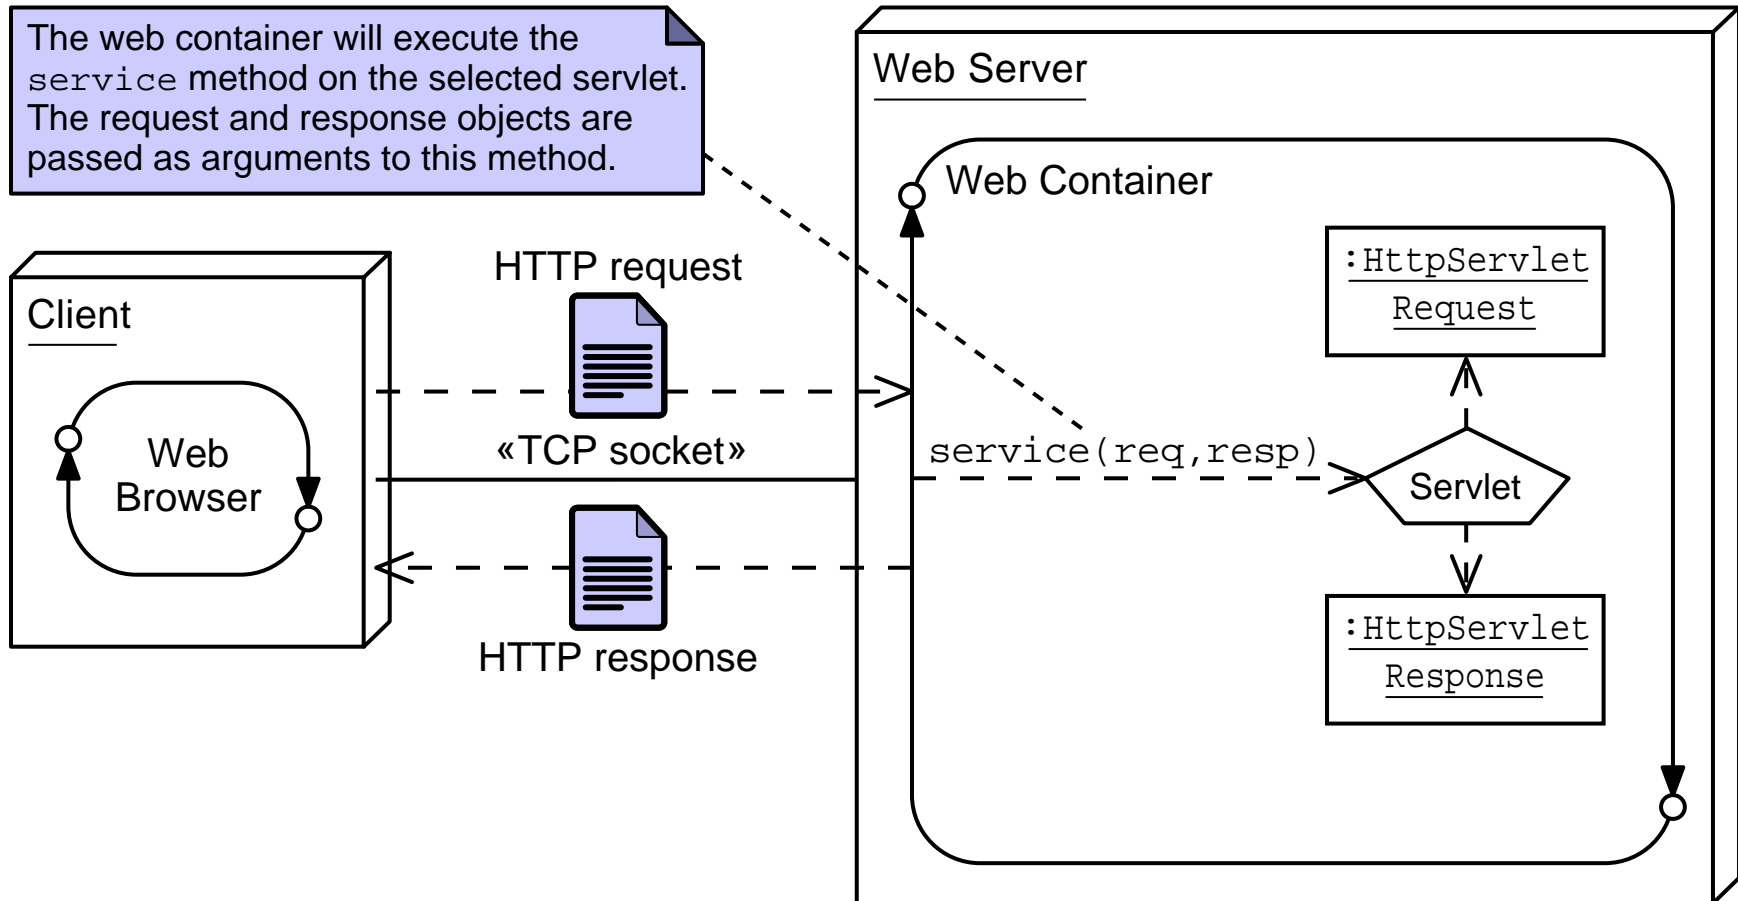 The web container will execute the
service method on the selected servlet.
The request and response objects are
passed as arguments to this method.
Web Server
Web Container
:HttpServlet
Request
HTTP request
Client
Web
Browser
«TCP socket»
service(req,resp)
Servlet
HTTP response
:HttpServlet
Response